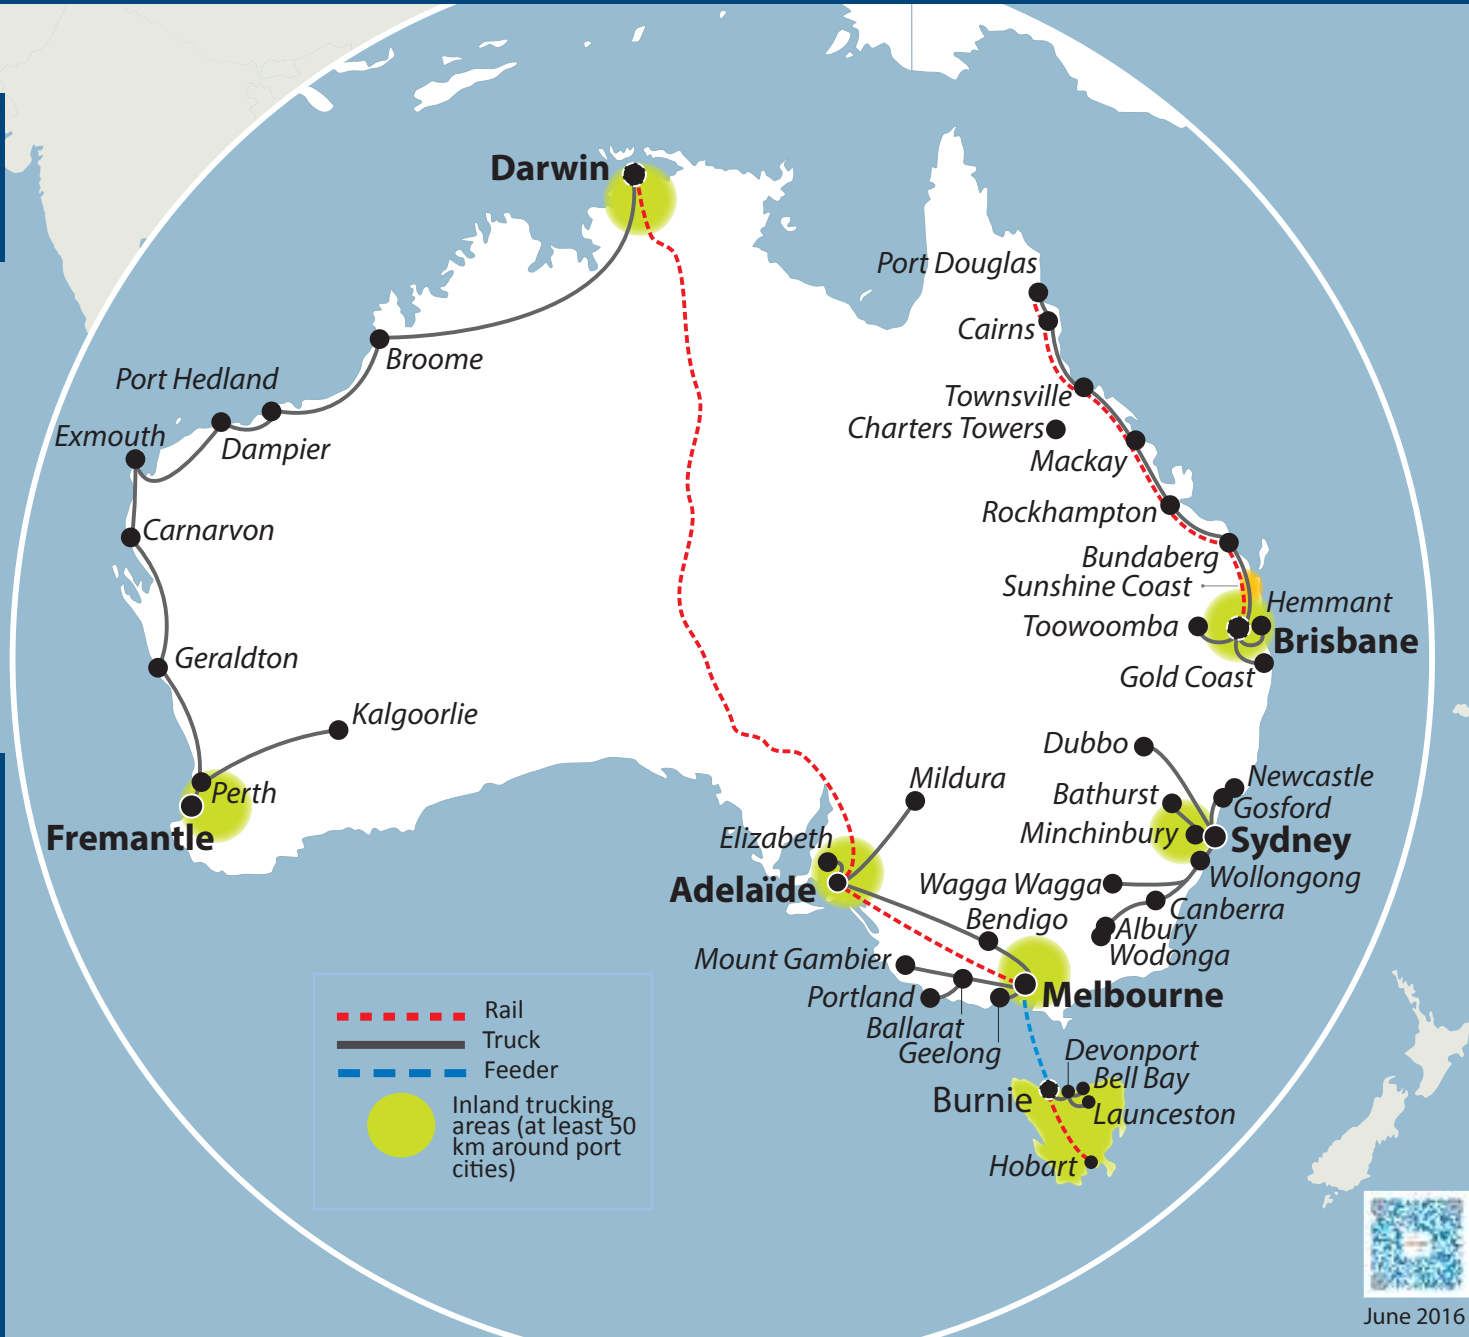 Darwin
Port Douglas
Cairns
Broome
Port Hedland
Townsville
Exmouth
Dampier
Charters Towers
Mackay
Rockhampton
Carnarvon
Bundaberg
Sunshine Coast
Hemmant
Toowoomba
Brisbane
Geraldton
Gold Coast
Kalgoorlie
Dubbo
Mildura
Newcastle
Bathurst
Gosford
Perth
Minchinbury
Sydney
Fremantle
Elizabeth
Wollongong
Adelaïde
Wagga Wagga
Canberra
Bendigo
Albury
Wodonga
Mount Gambier
Portland
Melbourne
Ballarat
Geelong
Devonport
Bell Bay
Burnie
Launceston
Hobart
Rail
Truck
Feeder
Inland trucking
areas (at least 50
km around port
cities)
June 2016